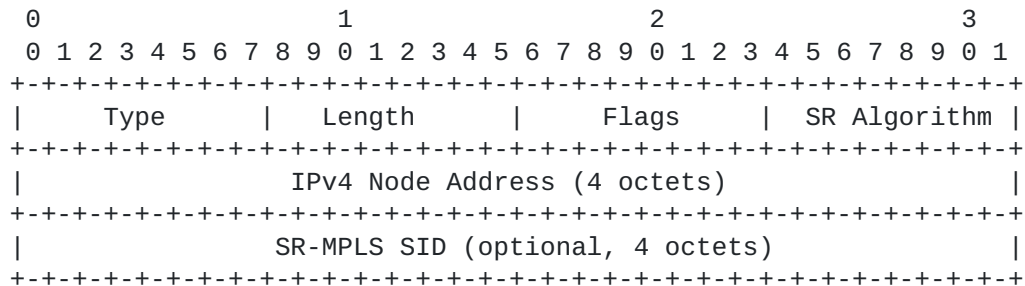 0                   1                   2                   3
 0 1 2 3 4 5 6 7 8 9 0 1 2 3 4 5 6 7 8 9 0 1 2 3 4 5 6 7 8 9 0 1
+-+-+-+-+-+-+-+-+-+-+-+-+-+-+-+-+-+-+-+-+-+-+-+-+-+-+-+-+-+-+-+-+
|     Type      |   Length      |     Flags     |  SR Algorithm |
+-+-+-+-+-+-+-+-+-+-+-+-+-+-+-+-+-+-+-+-+-+-+-+-+-+-+-+-+-+-+-+-+
|                 IPv4 Node Address (4 octets)                  |
+-+-+-+-+-+-+-+-+-+-+-+-+-+-+-+-+-+-+-+-+-+-+-+-+-+-+-+-+-+-+-+-+
|                SR-MPLS SID (optional, 4 octets)               |
+-+-+-+-+-+-+-+-+-+-+-+-+-+-+-+-+-+-+-+-+-+-+-+-+-+-+-+-+-+-+-+-+